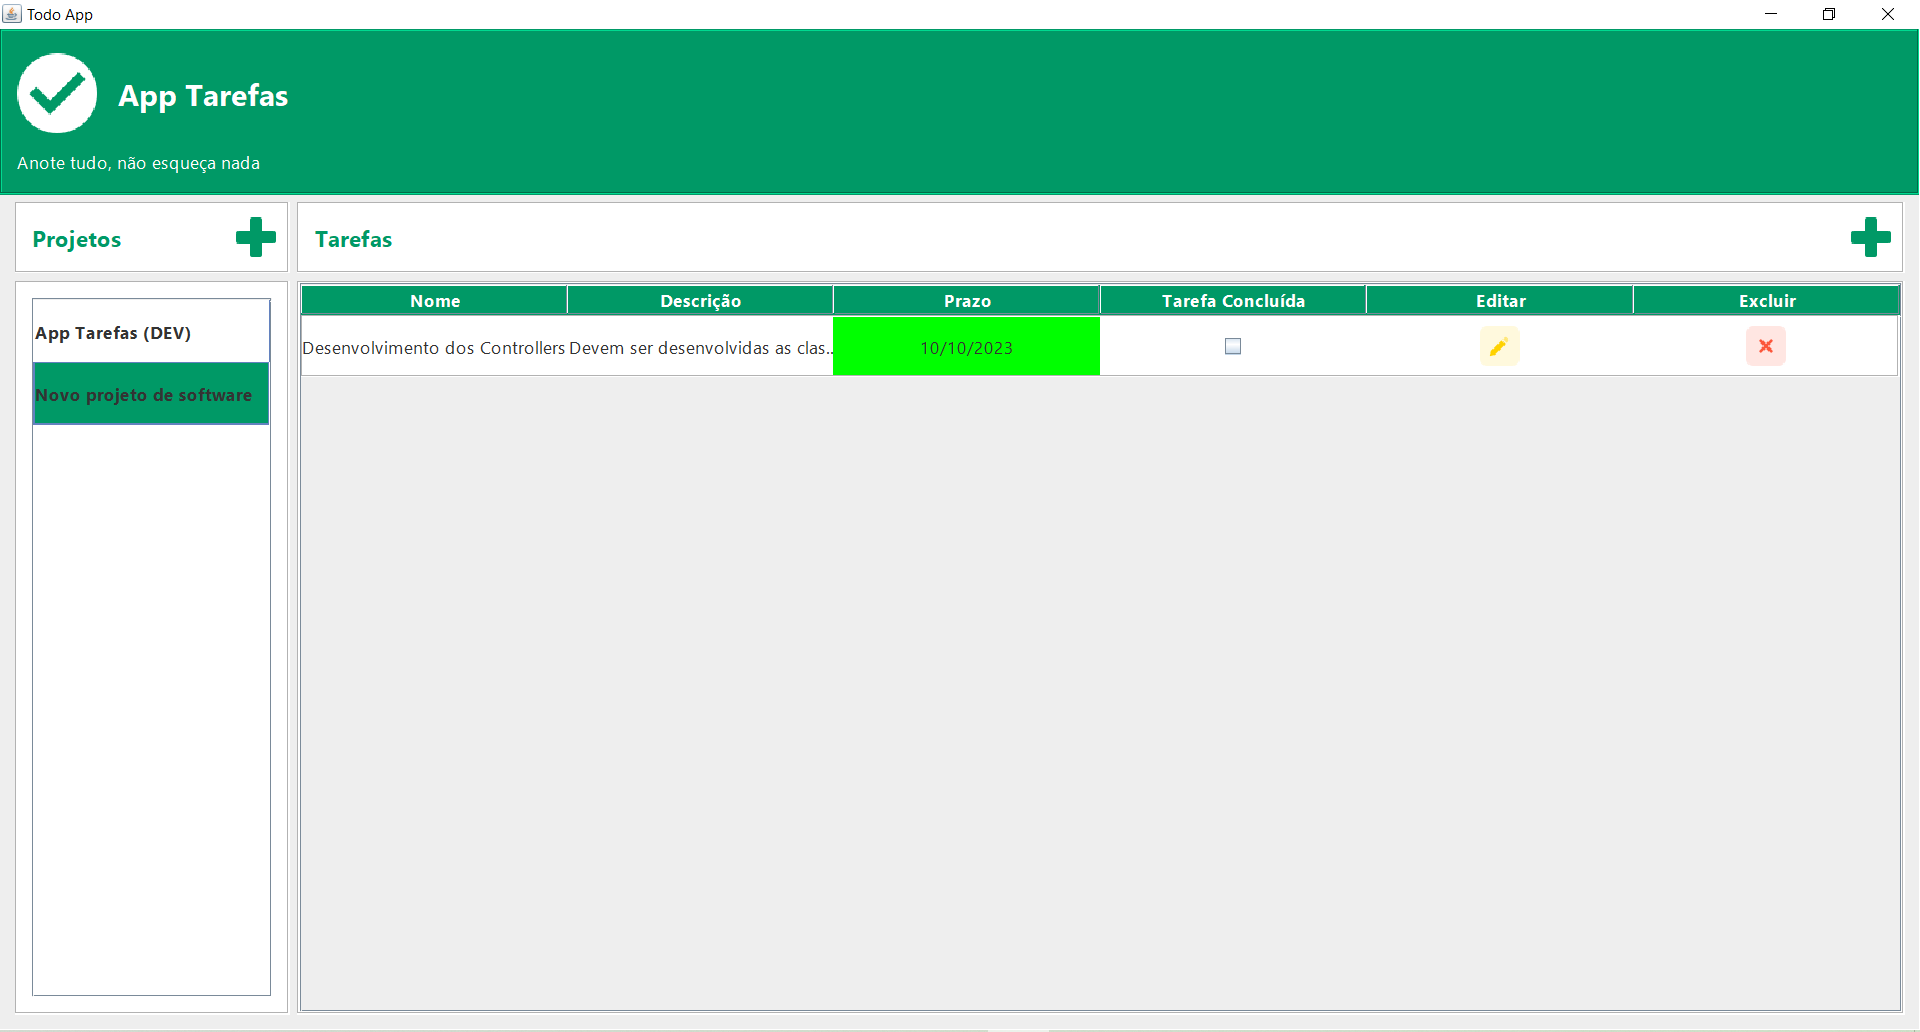 Todo App
App Tarefas
Anote tudo, não esqueça nada
Projetos
Tarefas
App Tarefas (DEV)
Novo projeto de software
Nome Descrição Prazo Tarefa Concluída Editar Excluir
Desenvolvimento dos Controllers Devem ser desenvolvidas as clas... 10/10/2023